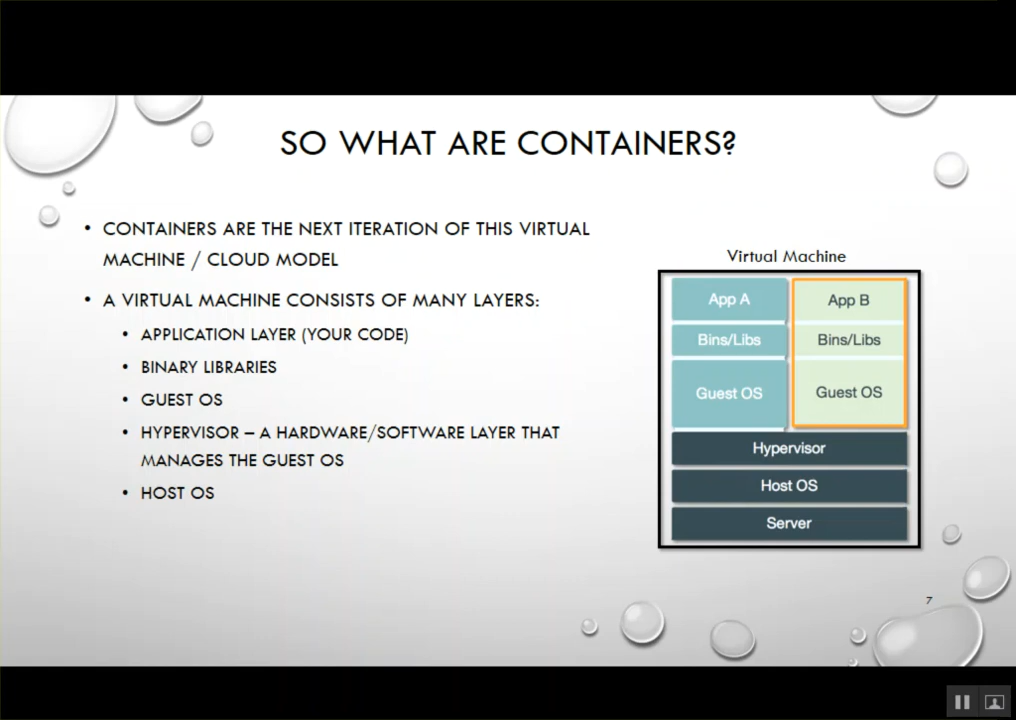 SO WHAT ARE CONTAINERS?
• CONTAINERS ARE THE NEXT ITERATION OF THIS VIRTUAL
MACHINE / CLOUD MODEL
• A VIRTUAL MACHINE CONSISTS OF MANY LAYERS:
• APPLICATION LAYER (YOUR CODE)
• BINARY LIBRARIES
• GUEST OS
• HYPERVISOR – A HARDWARE/SOFTWARE LAYER THAT
MANAGES THE GUEST OS
• HOST OS
Virtual Machine
App A
App B
Bins/Libs
Bins/Libs
Guest OS
Guest OS
Hypervisor
Host OS
Server
7